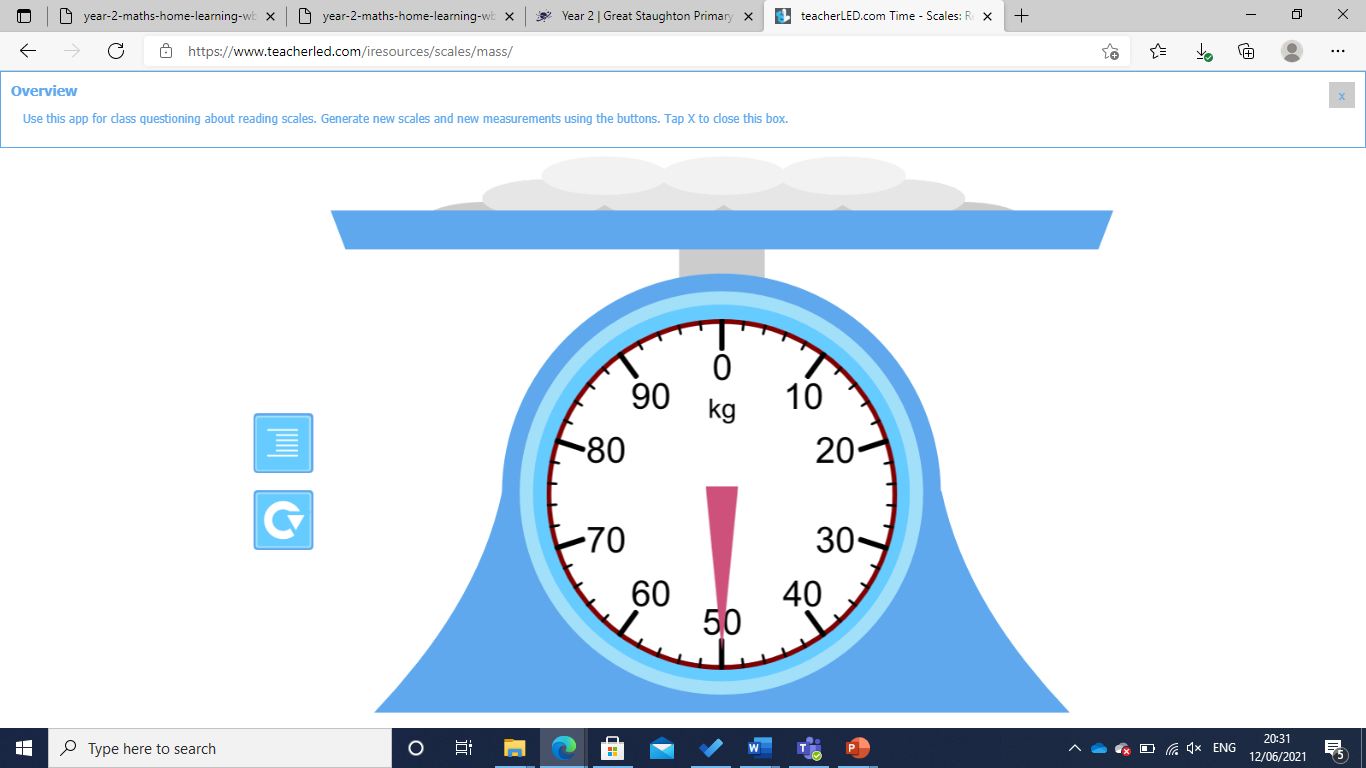 year-2-maths-home-learning-wb
year-2-maths-home-learning-wb
Year 2 | Great Staughton Primary
teacherLED.com Time - Scales: Re
https://www.teacherled.com/iresources/scales/mass/
Overview
x
Use this app for class questioning about reading scales. Generate new scales and new measurements using the buttons. Tap X to close this box.
0
90
10
kg
80
20
70
30
60
40
50
Type here to search
ENG
20:31
12/06/2021
5